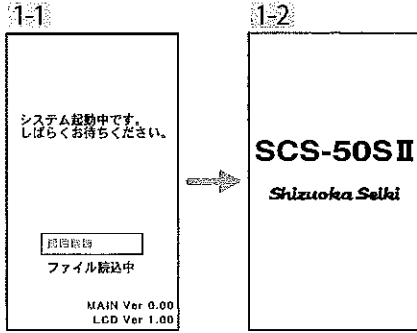 1-1
システム起動中です。
しばらくお待ちください。
ファイル読込中
MAIN Ver 0.00
LCD Ver 1.00
1-2
SCS-50SⅡ
Shizuoka Seiki